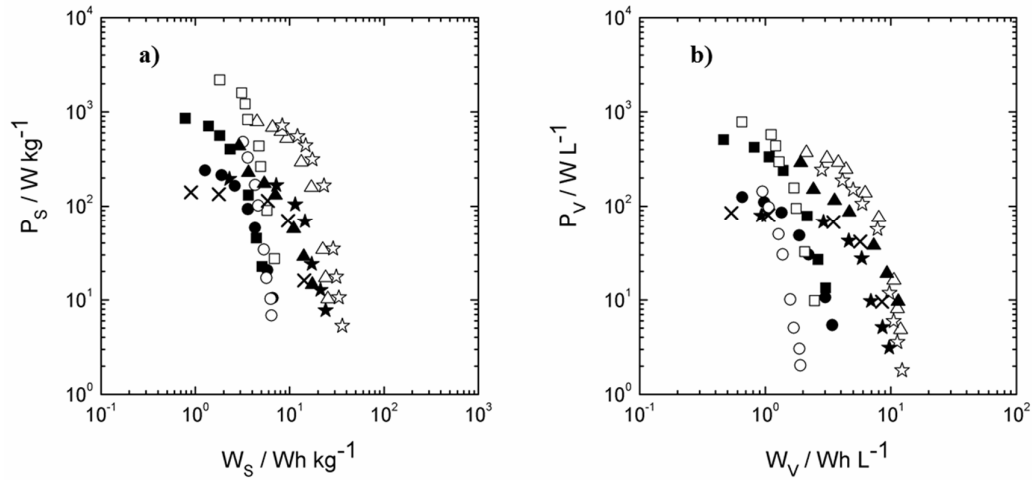 a)
P_S / W kg^-1
10^4
10^3
10^2
10^1
10^0
10^-1 10^0 10^1 10^2 10^3
W_S / Wh kg^-1
b)
P_V / W L^-1
10^4
10^3
10^2
10^1
10^0
10^-1 10^0 10^1 10^2
W_V / Wh L^-1